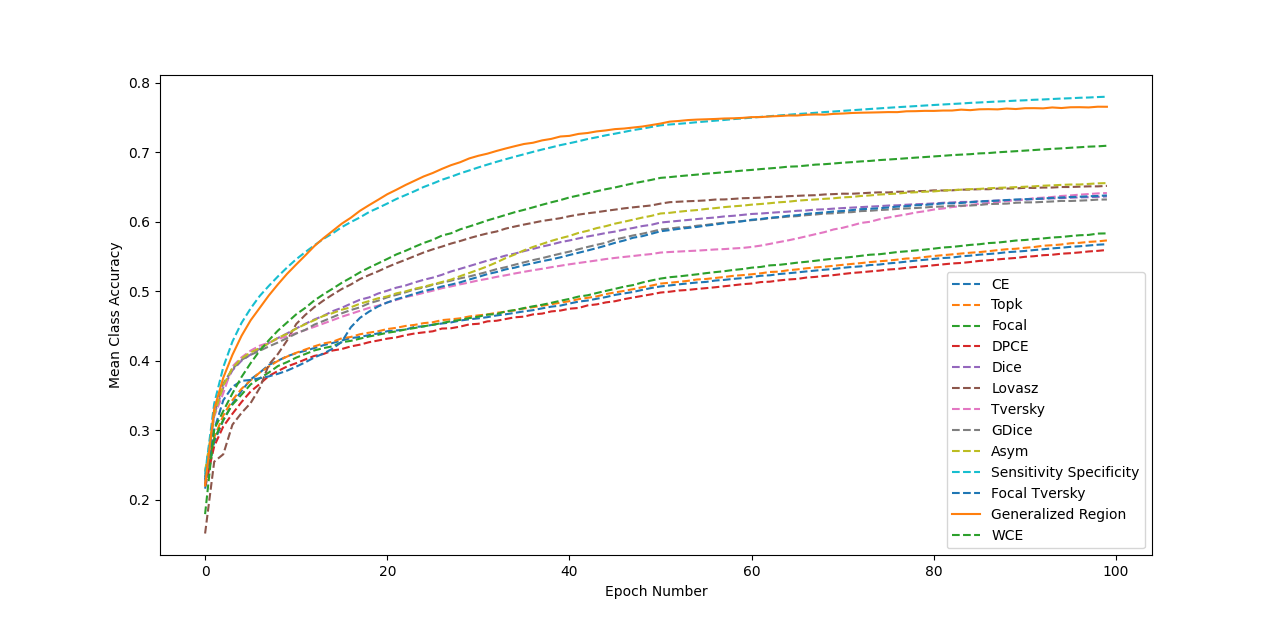 0.8
0.7
0.6
0.5
0.4
0.3
0.2
Mean Class Accuracy
0
20
40
60
80
100
Epoch Number
CE
Topk
Focal
DPCE
Dice
Lovasz
Tversky
GDice
Asym
Sensitivity Specificity
Focal Tversky
Generalized Region
WCE